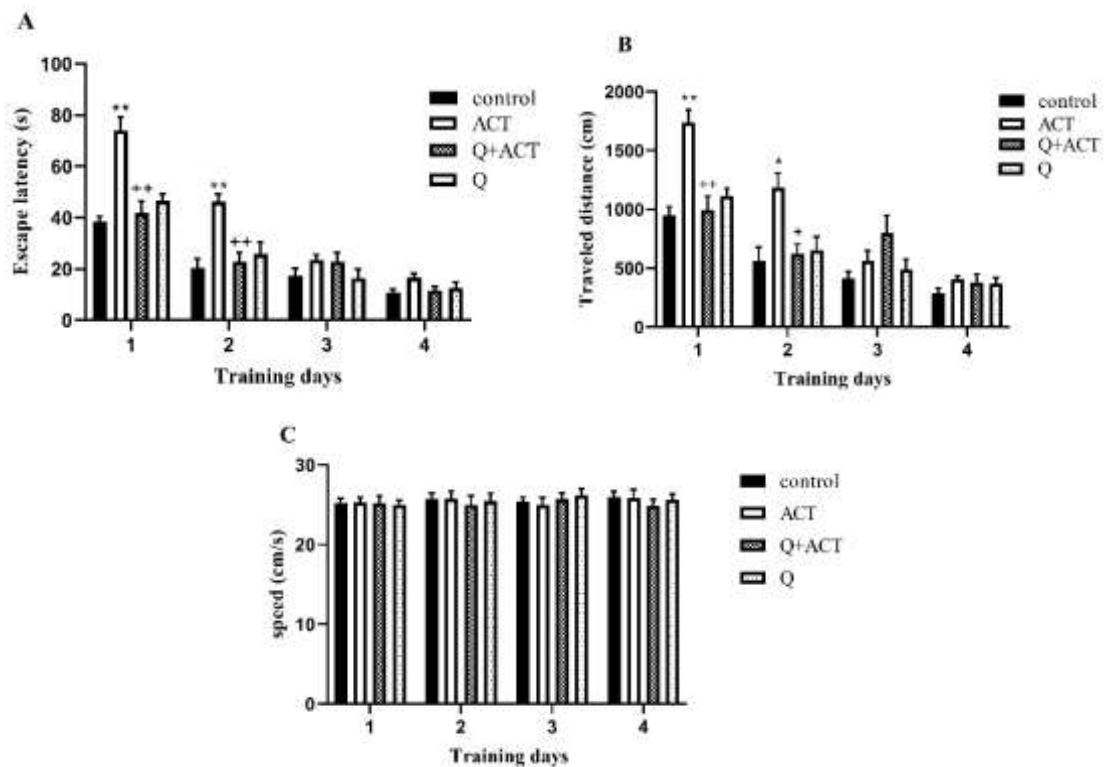 A
Escape latency (s)
100
80
60
40
20
0
**
++
**
++
1 2 3 4
Training days
control
ACT
Q+ACT
Q
B
Traveled distance (cm)
2000
1500
1000
500
0
**
++
*
+
1 2 3 4
Training days
control
ACT
Q+ACT
Q
C
speed (cm/s)
30
20
10
0
1 2 3 4
Training days
control
ACT
Q+ACT
Q